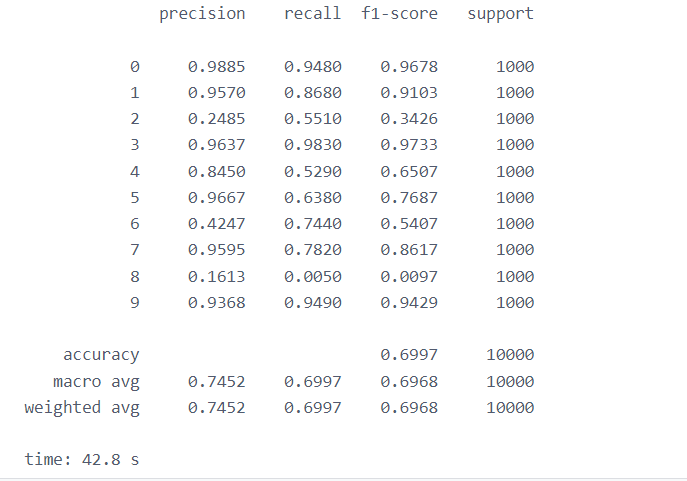 precision recall f1-score support
0 0.9885 0.9480 0.9678 1000
1 0.9570 0.8680 0.9103 1000
2 0.2485 0.5510 0.3426 1000
3 0.9637 0.9830 0.9733 1000
4 0.8450 0.5290 0.6507 1000
5 0.9667 0.6380 0.7687 1000
6 0.4247 0.7440 0.5407 1000
7 0.9595 0.7820 0.8617 1000
8 0.1613 0.0050 0.0097 1000
9 0.9368 0.9490 0.9429 1000
accuracy 0.6997 10000
macro avg 0.7452 0.6997 0.6968 10000
weighted avg 0.7452 0.6997 0.6968 10000
time: 42.8 s